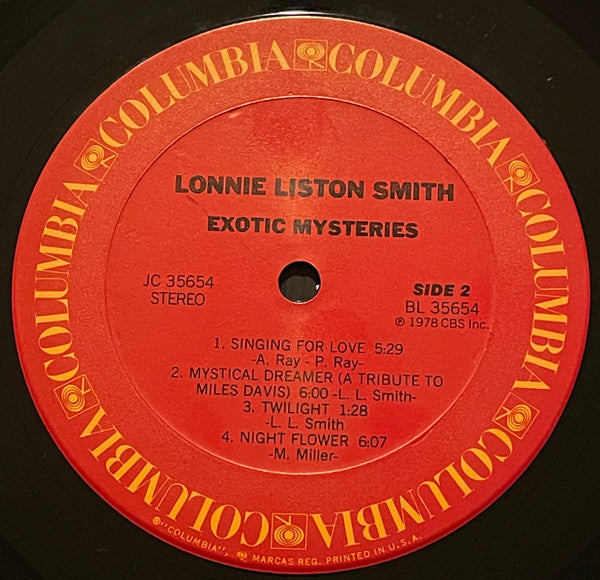 COLUMBIA COLUMBIA COLUMBIA COLUMBIA COLUMBIA COLUMBIA
LONNIE LISTON SMITH
EXOTIC MYSTERIES
JC 35654
STEREO
SIDE 2
BL 35654
℗ 1978 CBS Inc.
1. SINGING FOR LOVE 5:29
-A. Ray - P. Ray-
2. MYSTICAL DREAMER (A TRIBUTE TO
MILES DAVIS) 6:00 -L. L. Smith-
3. TWILIGHT 1:28
-L. L. Smith
4. NIGHT FLOWER 6:07
-M. Miller-
®"COLUMBIA", MARCAS REG. PRINTED IN U.S.A.